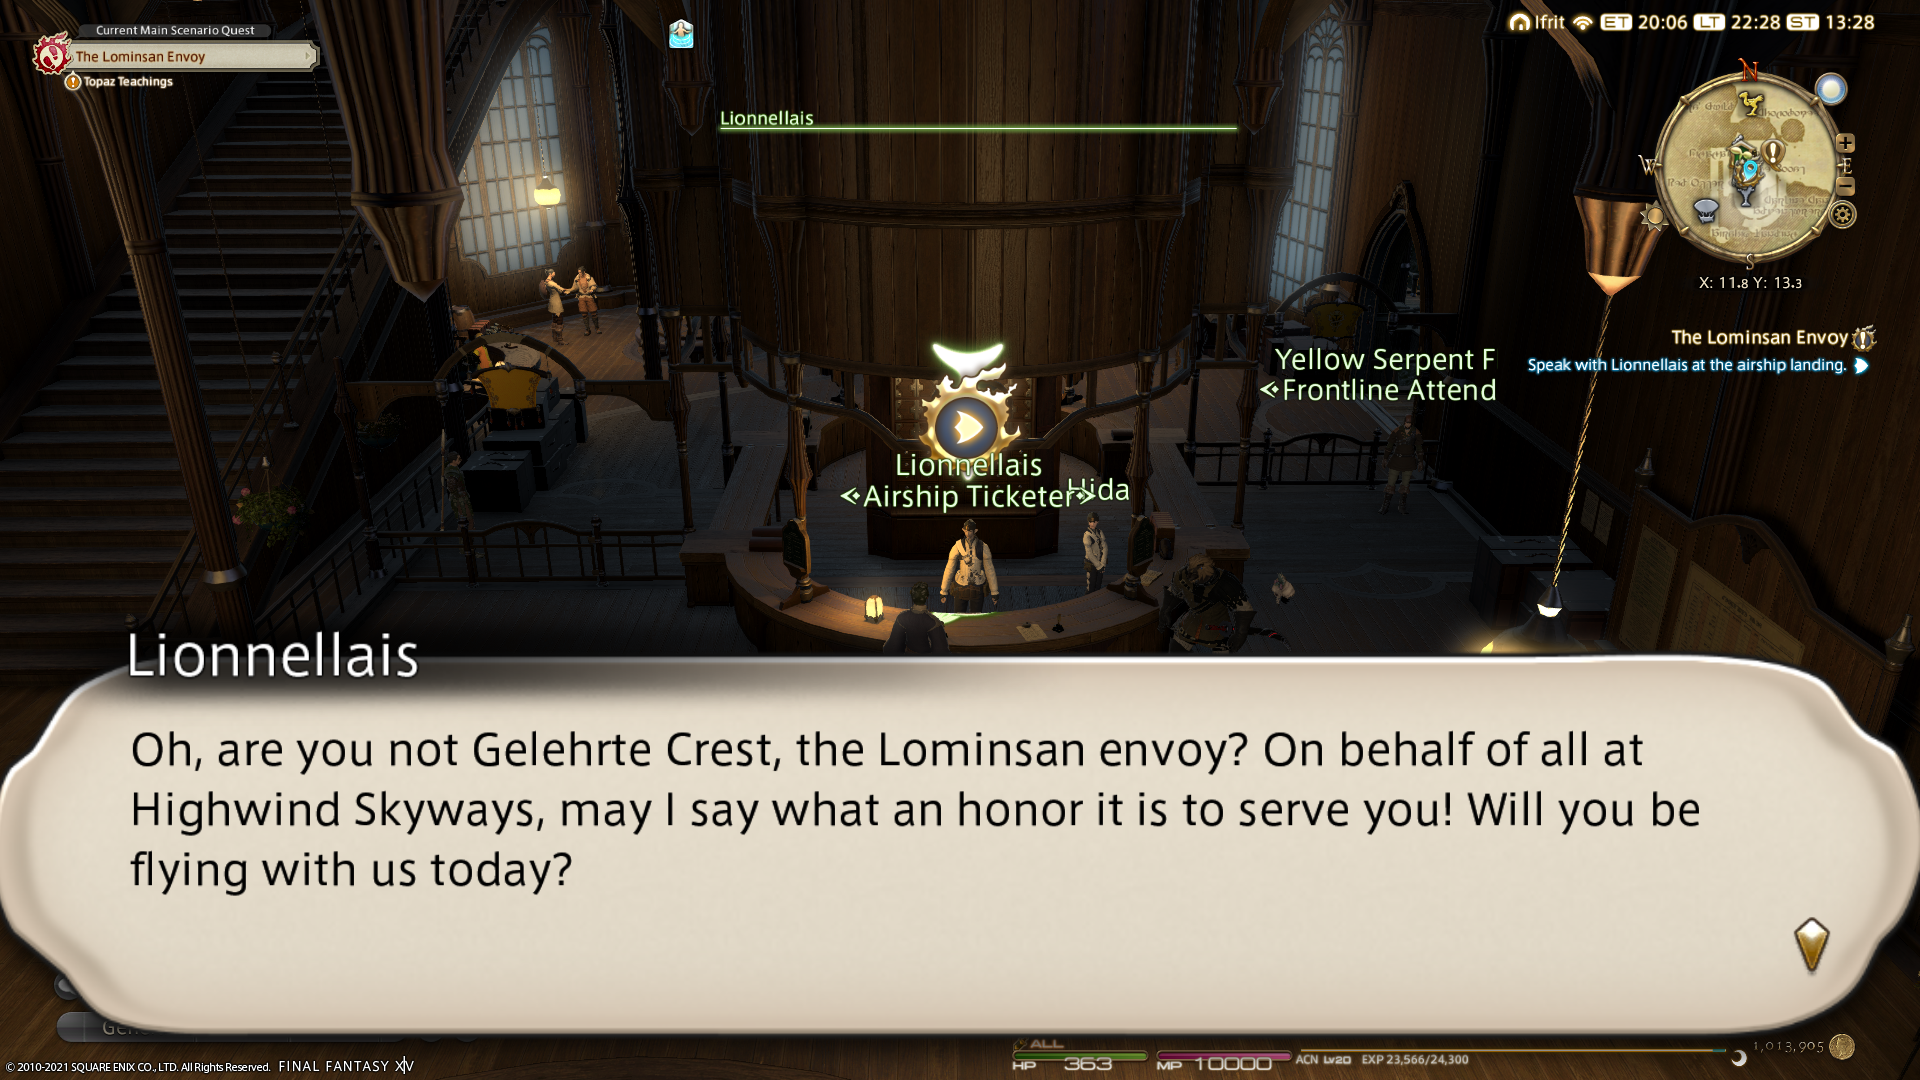 Current Main Scenario Quest
The Lominsan Envoy
Topaz Teachings
Ifrit ET 20:06 LT 22:28 ST 13:28
Lionnellais
N
W
E
S
X: 11.8 Y: 13.3
The Lominsan Envoy
Speak with Lionnellais at the airship landing.
Yellow Serpent F
Frontline Attend
Lionnellais
Airship Ticketer
Hida
Lionnellais
Oh, are you not Gelehrte Crest, the Lominsan envoy? On behalf of all at
Highwind Skyways, may I say what an honor it is to serve you! Will you be
flying with us today?
ALL
HP 363 MP 10000 ACN Lv20 EXP 23,566/24,300
1,013,905
© 2010-2021 SQUARE ENIX CO., LTD. All Rights Reserved. FINAL FANTASY XIV